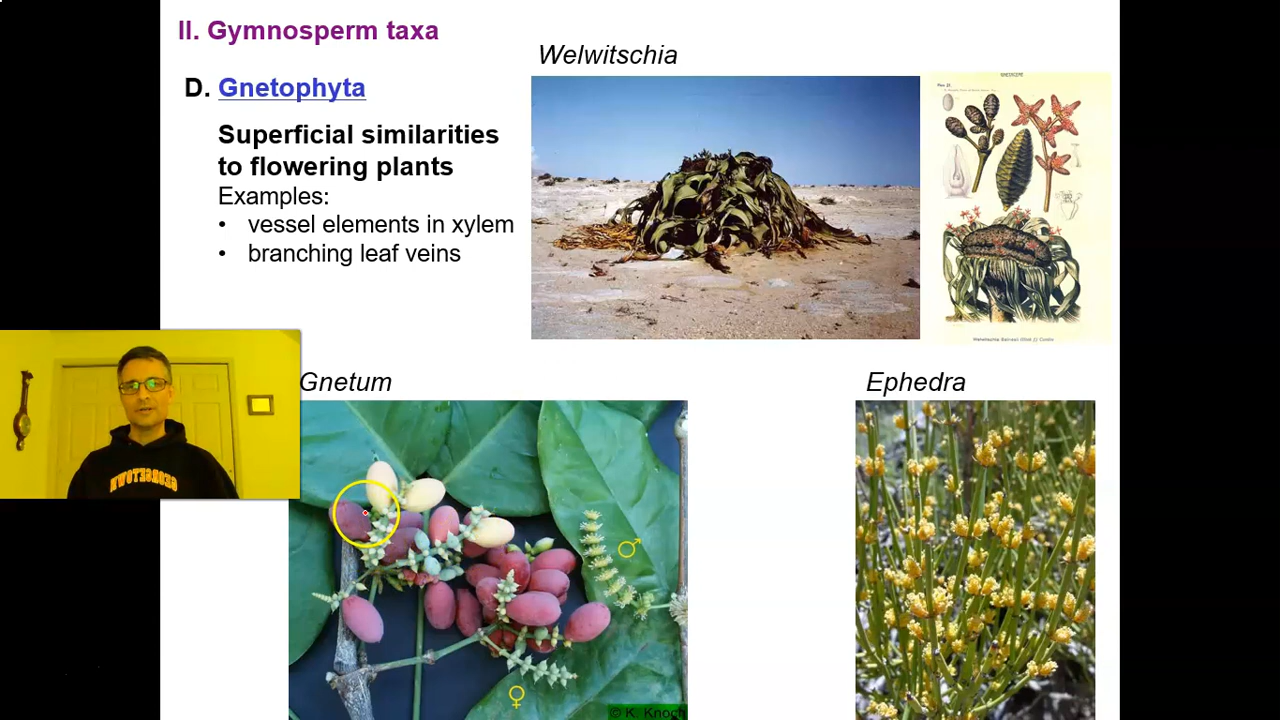 II. Gymnosperm taxa
Welwitschia
D. Gnetophyta
Superficial similarities
to flowering plants
Examples:
• vessel elements in xylem
• branching leaf veins
Gnetum
Ephedra
GEORGETOWN
♂
♀
© K. Knoch